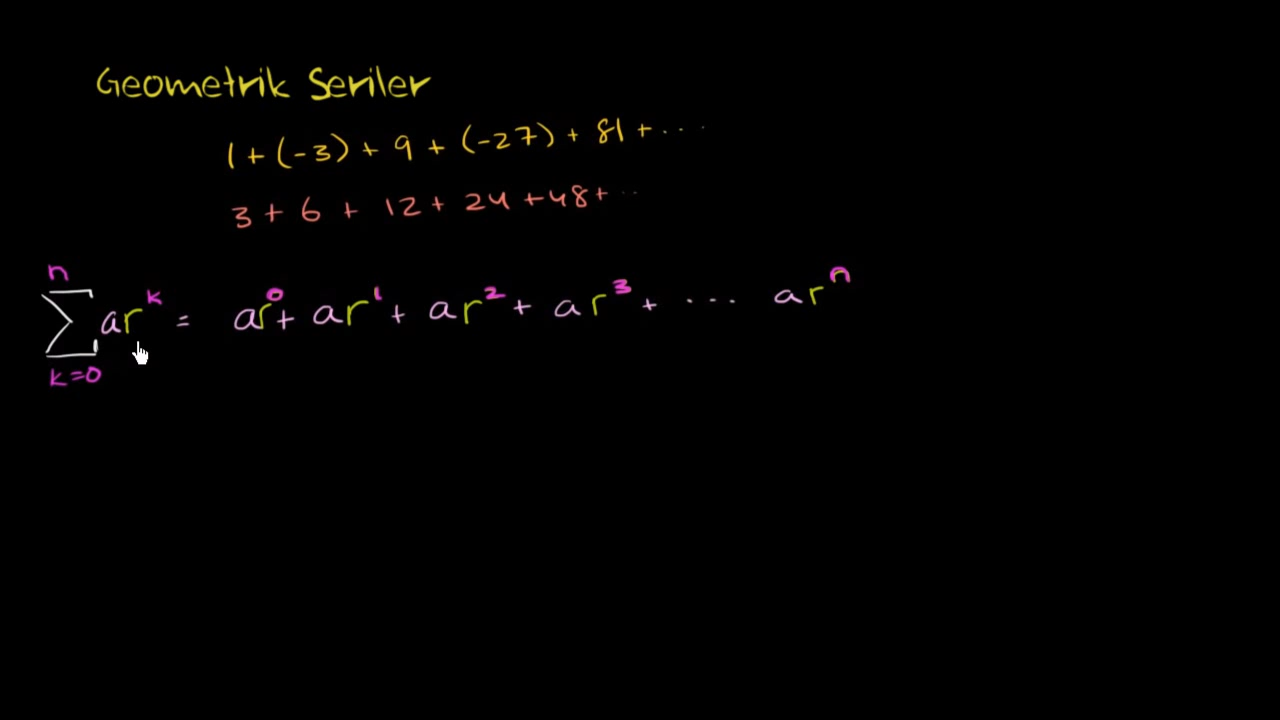 Geometrik Seriler
1 + (-3) + 9 + (-27) + 81 + ...
3 + 6 + 12 + 24 + 48 + ...
n
∑ ar^k = ar^0 + ar^1 + ar^2 + ar^3 + ... ar^n
k=0